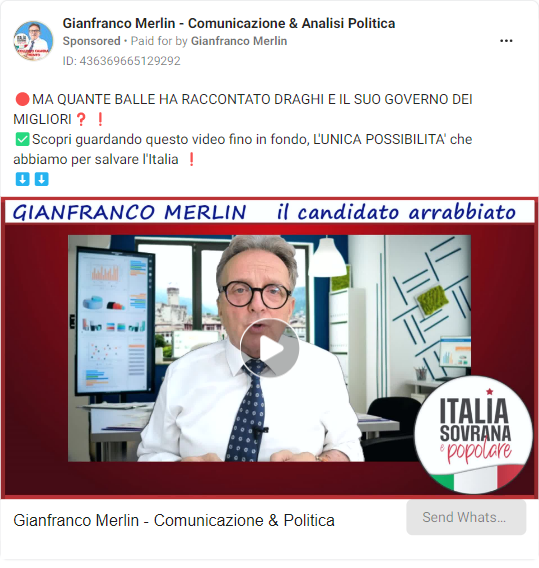 Gianfranco Merlin - Comunicazione & Analisi Politica
Sponsored • Paid for by Gianfranco Merlin
ID: 436369665129292
🔴MA QUANTE BALLE HA RACCONTATO DRAGHI E IL SUO GOVERNO DEI
MIGLIORI❓❗
✅Scopri guardando questo video fino in fondo, L'UNICA POSSIBILITA' che
abbiamo per salvare l'Italia ❗
⬇️⬇️
GIANFRANCO MERLIN il candidato arrabbiato
ITALIA
SOVRANA
e popolare
Gianfranco Merlin - Comunicazione & Politica
Send Whats...